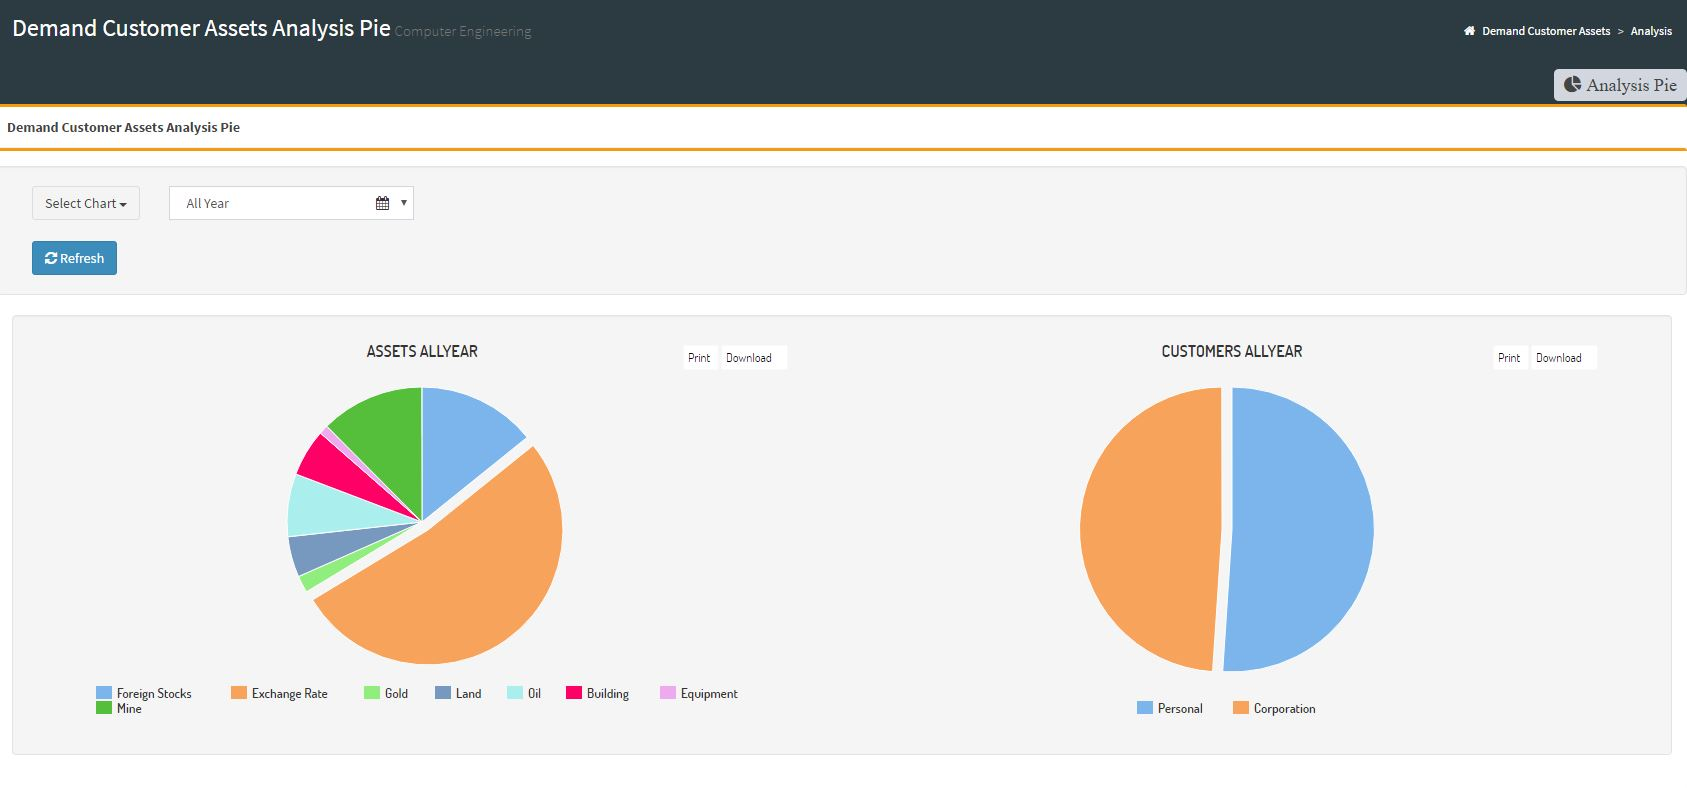 Demand Customer Assets Analysis Pie Computer Engineering
Demand Customer Assets > Analysis
Analysis Pie
Demand Customer Assets Analysis Pie
Select Chart
All Year
Refresh
ASSETS ALLYEAR
Print Download
CUSTOMERS ALLYEAR
Print Download
Foreign Stocks Exchange Rate Gold Land Oil Building Equipment
Mine
Personal Corporation